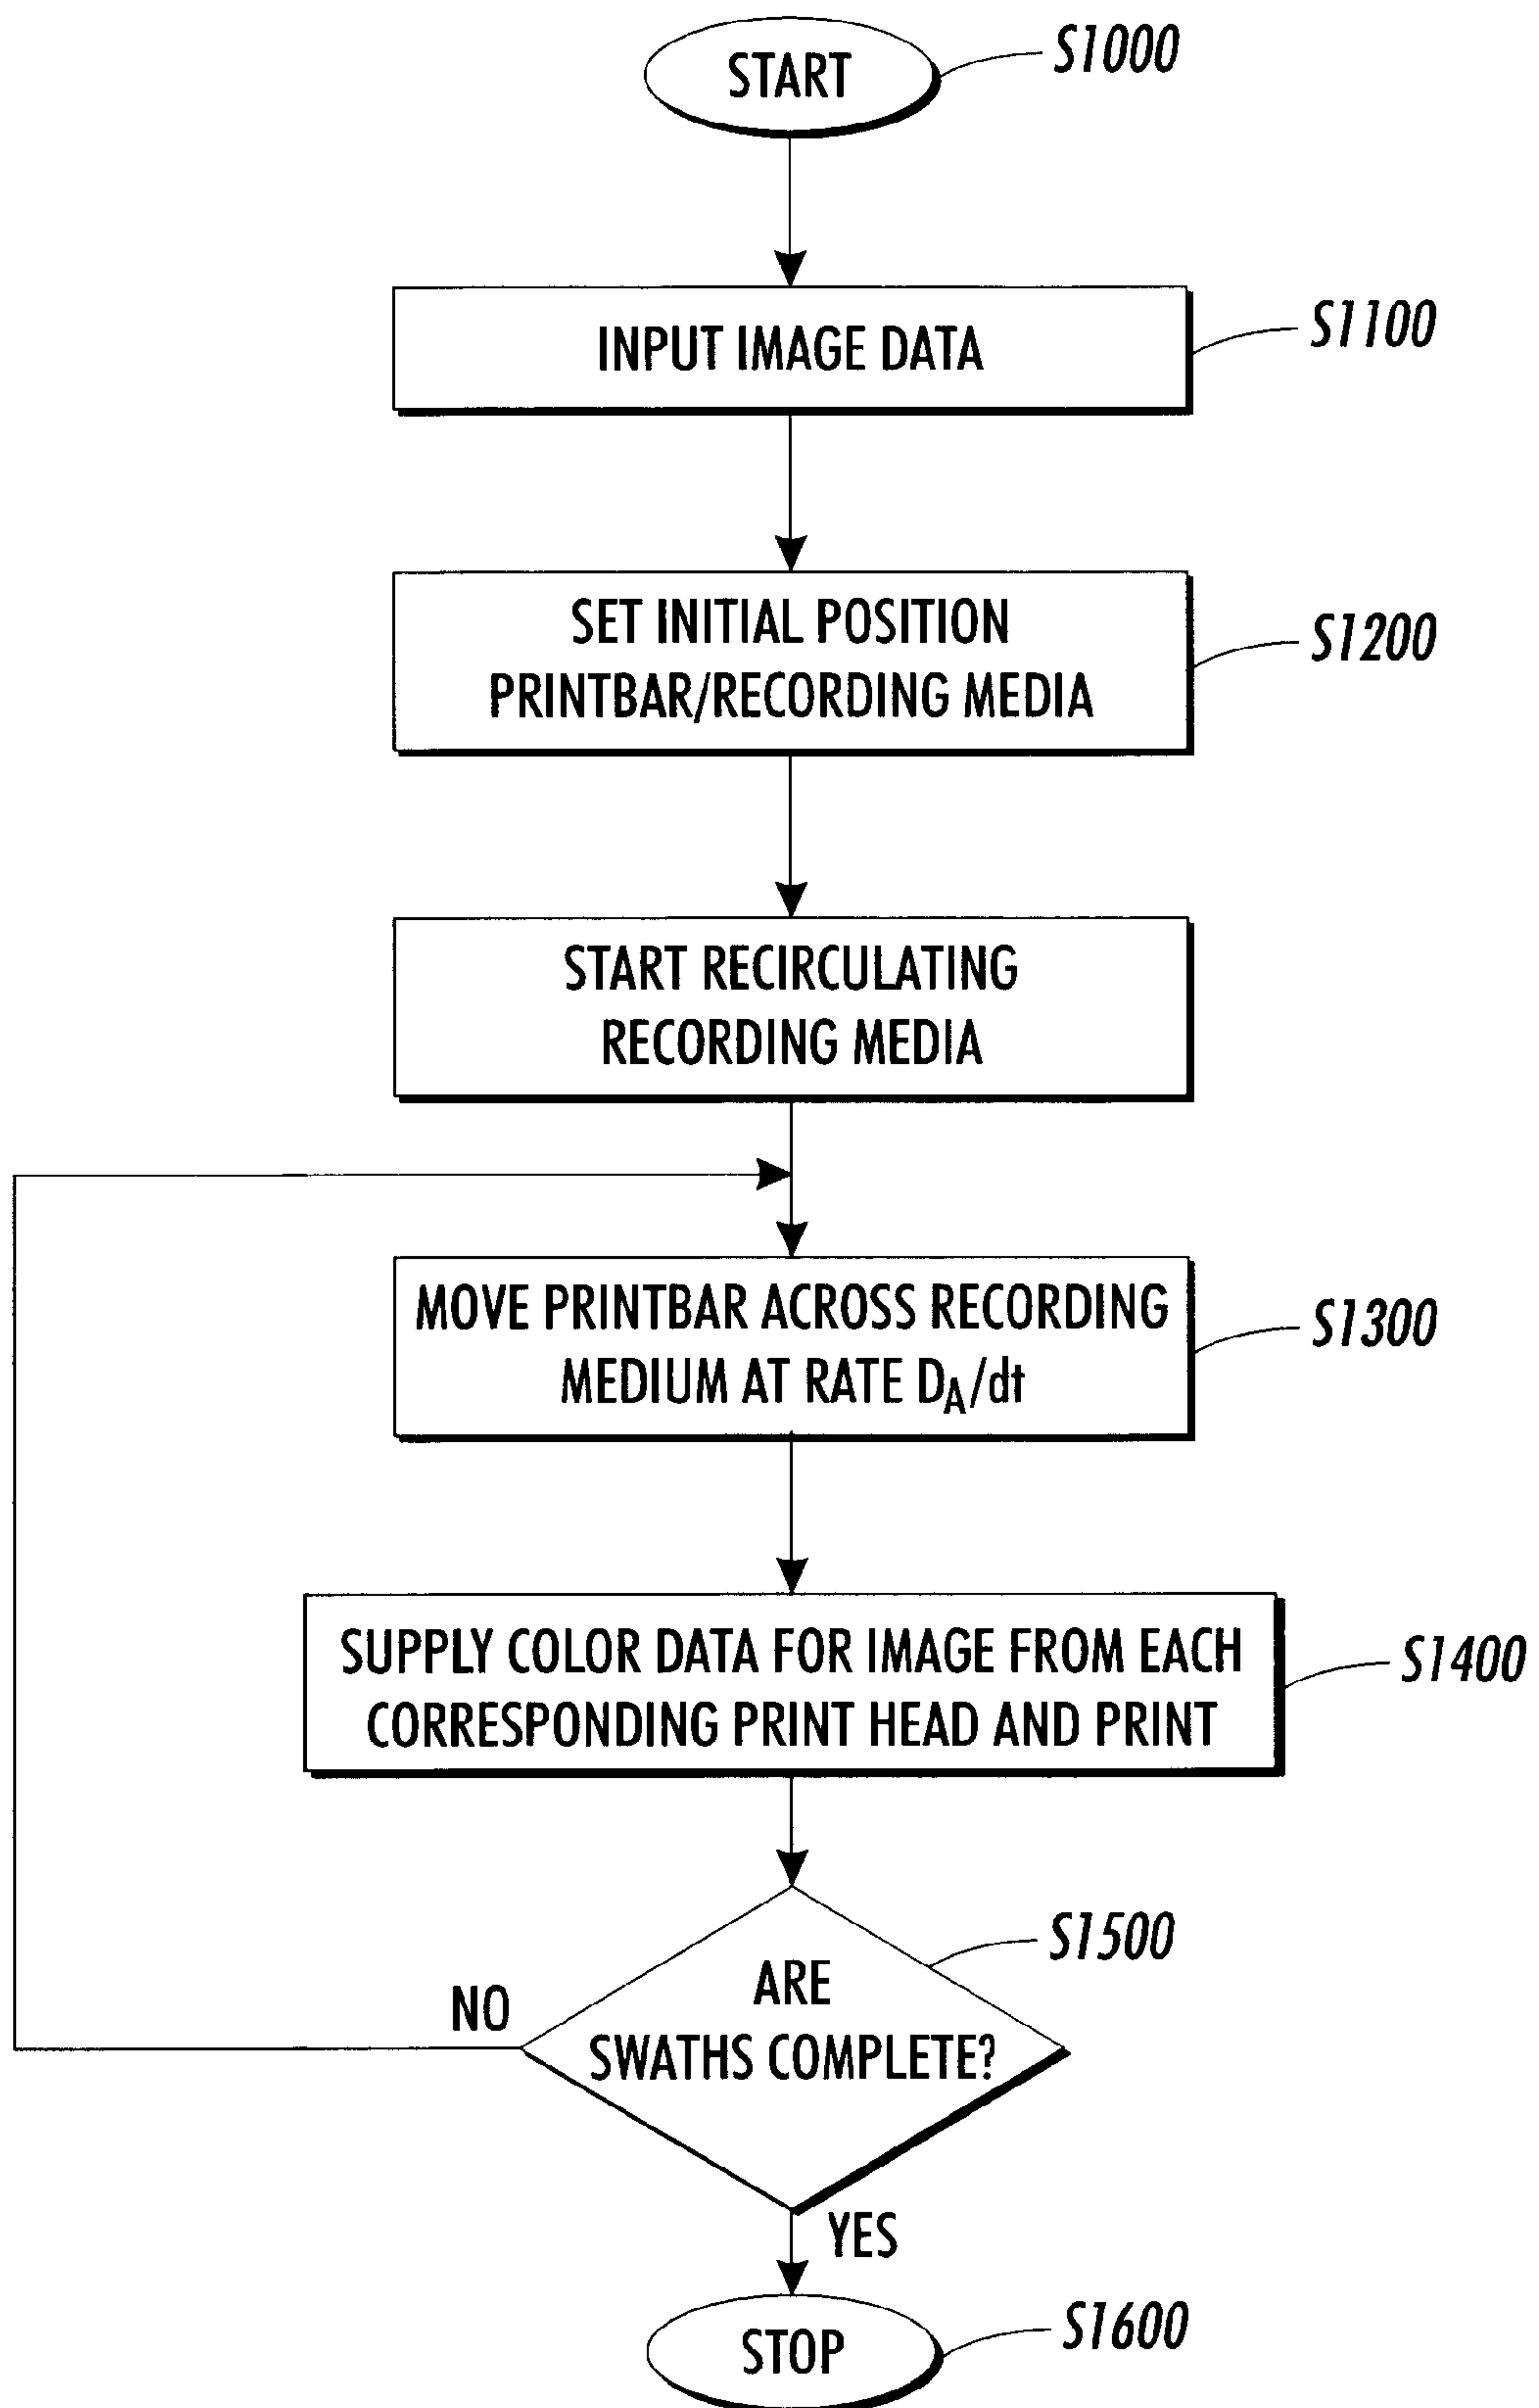 START
S1000
INPUT IMAGE DATA
S1100
SET INITIAL POSITION
PRINTBAR/RECORDING MEDIA
S1200
START RECIRCULATING
RECORDING MEDIA
MOVE PRINTBAR ACROSS RECORDING
MEDIUM AT RATE D_A/dt
S1300
SUPPLY COLOR DATA FOR IMAGE FROM EACH
CORRESPONDING PRINT HEAD AND PRINT
S1400
ARE
SWATHS COMPLETE?
S1500
NO
YES
STOP
S1600